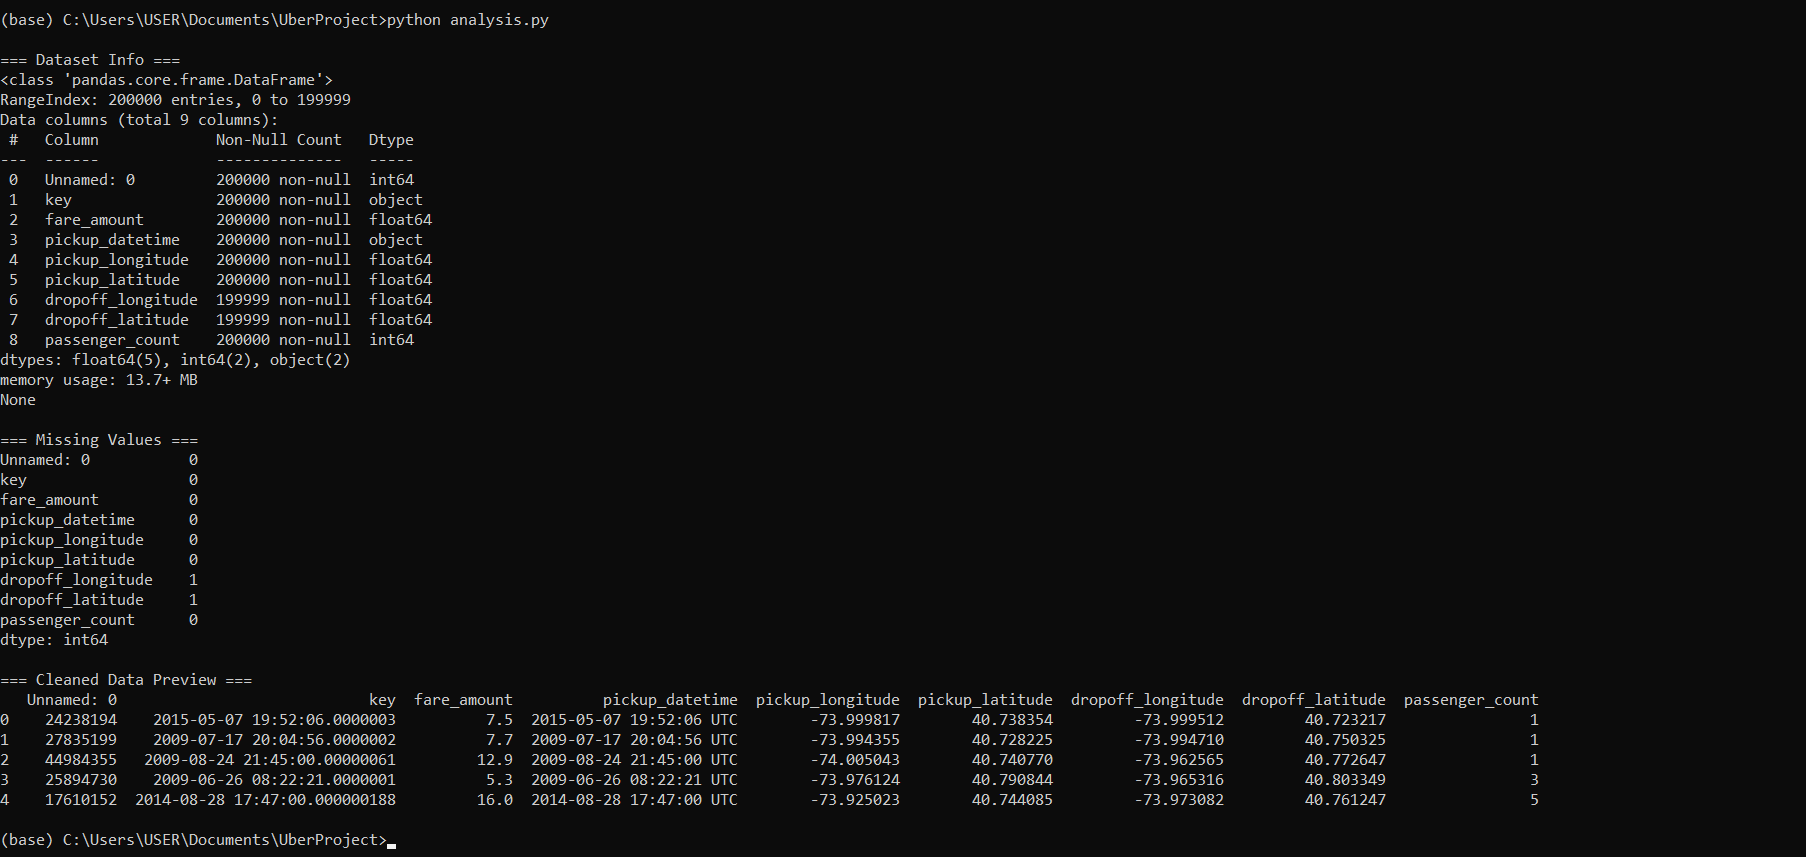 (base) C:\Users\USER\Documents\UberProject>python analysis.py
=== Dataset Info ===
<class 'pandas.core.frame.DataFrame'>
RangeIndex: 200000 entries, 0 to 199999
Data columns (total 9 columns):
 #   Column             Non-Null Count   Dtype
---  ------             --------------   -----
 0   Unnamed: 0         200000 non-null  int64
 1   key                200000 non-null  object
 2   fare_amount        200000 non-null  float64
 3   pickup_datetime    200000 non-null  object
 4   pickup_longitude   200000 non-null  float64
 5   pickup_latitude    200000 non-null  float64
 6   dropoff_longitude  199999 non-null  float64
 7   dropoff_latitude   199999 non-null  float64
 8   passenger_count    200000 non-null  int64
dtypes: float64(5), int64(2), object(2)
memory usage: 13.7+ MB
None
=== Missing Values ===
Unnamed: 0           0
key                  0
fare_amount          0
pickup_datetime      0
pickup_longitude     0
pickup_latitude      0
dropoff_longitude    1
dropoff_latitude     1
passenger_count      0
dtype: int64
=== Cleaned Data Preview ===
   Unnamed: 0                            key  fare_amount          pickup_datetime  pickup_longitude  pickup_latitude  dropoff_longitude  dropoff_latitude  passenger_count
0    24238194    2015-05-07 19:52:06.0000003          7.5  2015-05-07 19:52:06 UTC        -73.999817        40.738354         -73.999512         40.723217                1
1    27835199    2009-07-17 20:04:56.0000002          7.7  2009-07-17 20:04:56 UTC        -73.994355        40.728225         -73.994710         40.750325                1
2    44984355   2009-08-24 21:45:00.00000061         12.9  2009-08-24 21:45:00 UTC        -74.005043        40.740770         -73.962565         40.772647                1
3    25894730    2009-06-26 08:22:21.0000001          5.3  2009-06-26 08:22:21 UTC        -73.976124        40.790844         -73.965316         40.803349                3
4    17610152  2014-08-28 17:47:00.000000188         16.0  2014-08-28 17:47:00 UTC        -73.925023        40.744085         -73.973082         40.761247                5
(base) C:\Users\USER\Documents\UberProject>